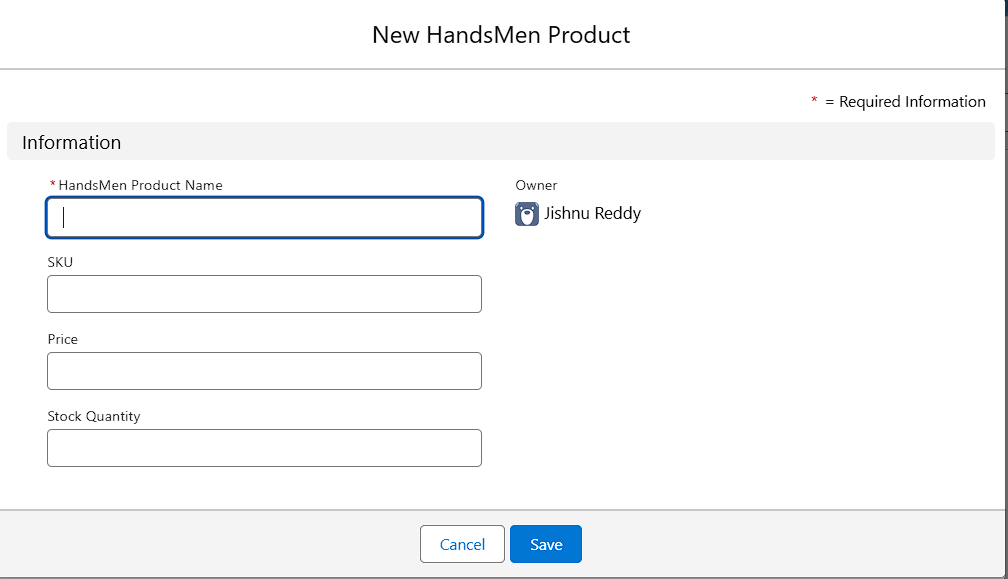 New HandsMen Product
* = Required Information
Information
* HandsMen Product Name
Owner
Jishnu Reddy
SKU
Price
Stock Quantity
Cancel
Save